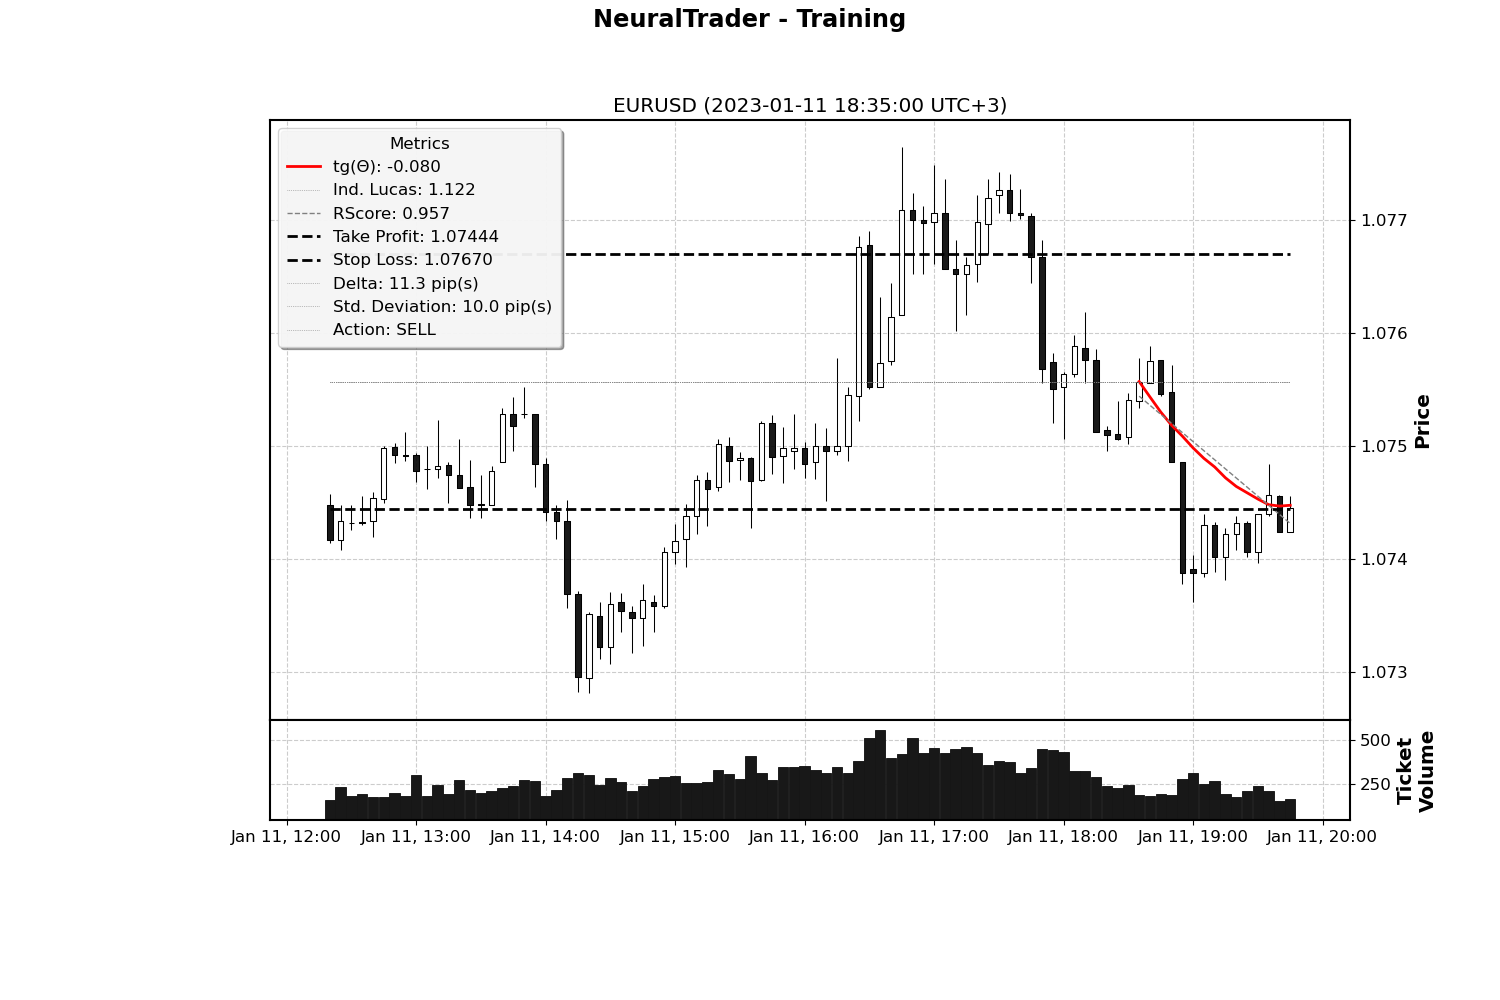 NeuralTrader - Training
EURUSD (2023-01-11 18:35:00 UTC+3)
Metrics
tg(Θ): -0.080
Ind. Lucas: 1.122
RScore: 0.957
Take Profit: 1.07444
Stop Loss: 1.07670
Delta: 11.3 pip(s)
Std. Deviation: 10.0 pip(s)
Action: SELL
1.077
1.076
1.075
1.074
1.073
Price
500
250
Ticket
Volume
Jan 11, 12:00
Jan 11, 13:00
Jan 11, 14:00
Jan 11, 15:00
Jan 11, 16:00
Jan 11, 17:00
Jan 11, 18:00
Jan 11, 19:00
Jan 11, 20:00